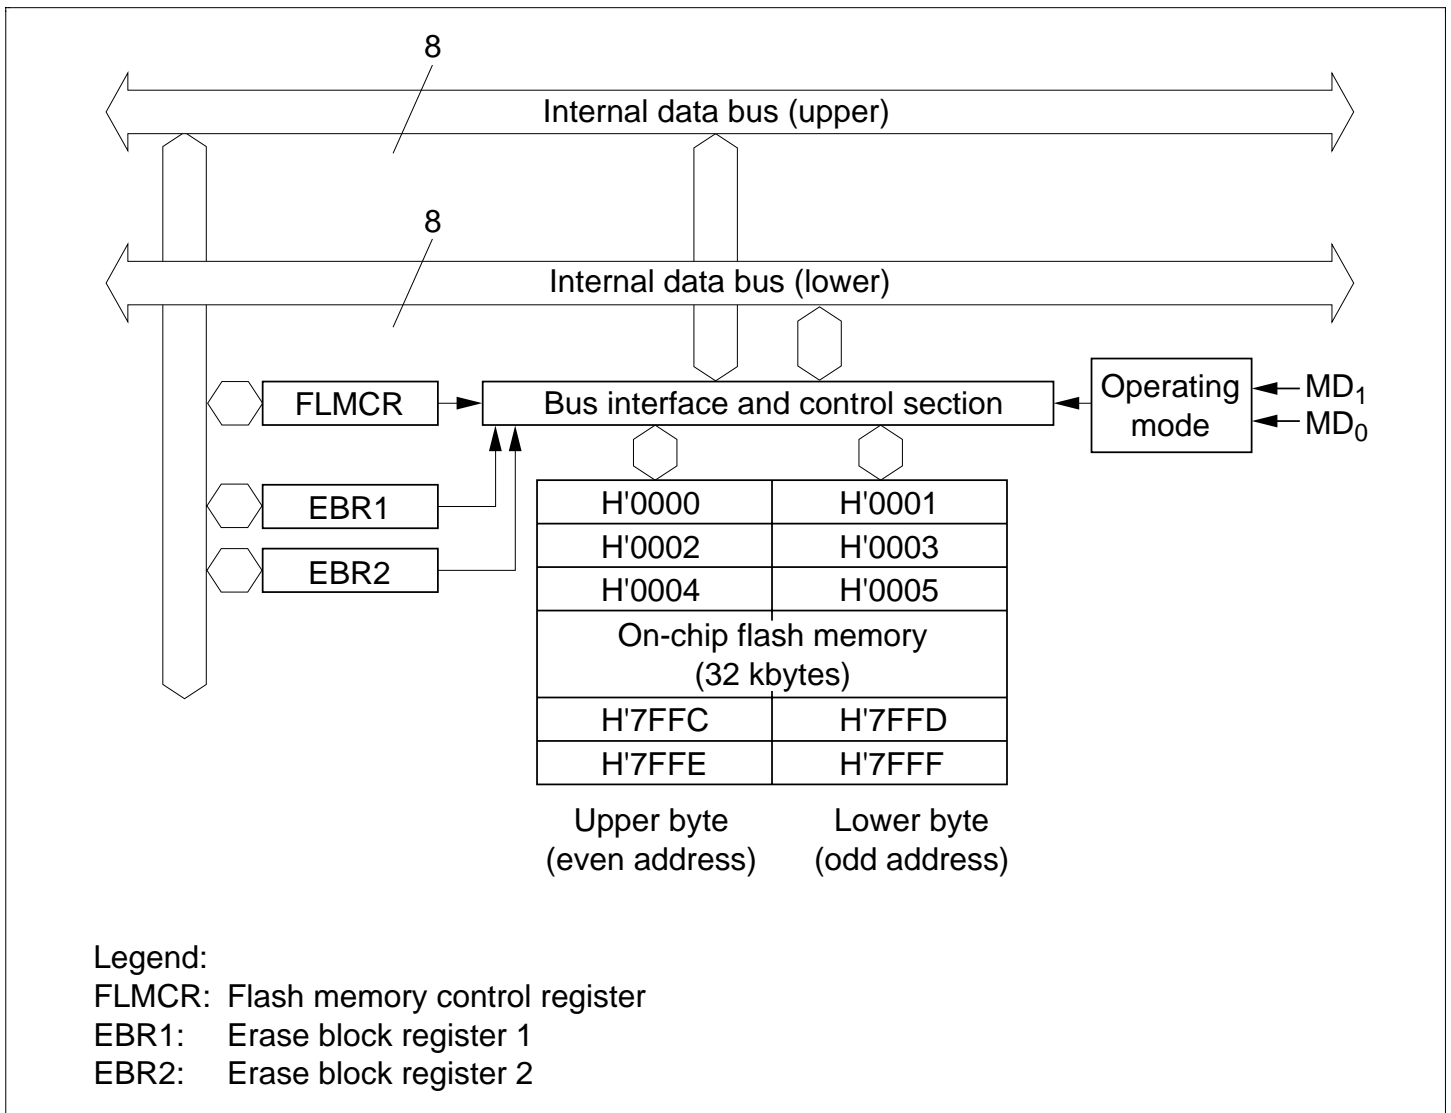 8
Internal data bus (upper)
8
Internal data bus (lower)
FLMCR
Bus interface and control section
Operating
mode
MD1
MD0
EBR1
EBR2
H'0000 H'0001
H'0002 H'0003
H'0004 H'0005
On-chip flash memory
(32 kbytes)
H'7FFC H'7FFD
H'7FFE H'7FFF
Upper byte
(even address)
Lower byte
(odd address)
Legend:
FLMCR: Flash memory control register
EBR1: Erase block register 1
EBR2: Erase block register 2